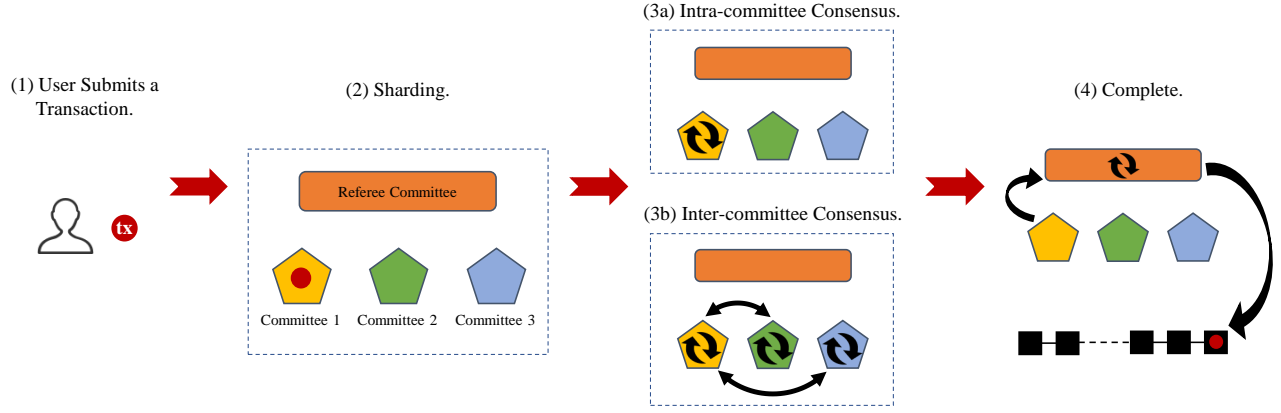 (1) User Submits a
Transaction.
tx
(2) Sharding.
Referee Committee
Committee 1
Committee 2
Committee 3
(3a) Intra-committee Consensus.
(3b) Inter-committee Consensus.
(4) Complete.